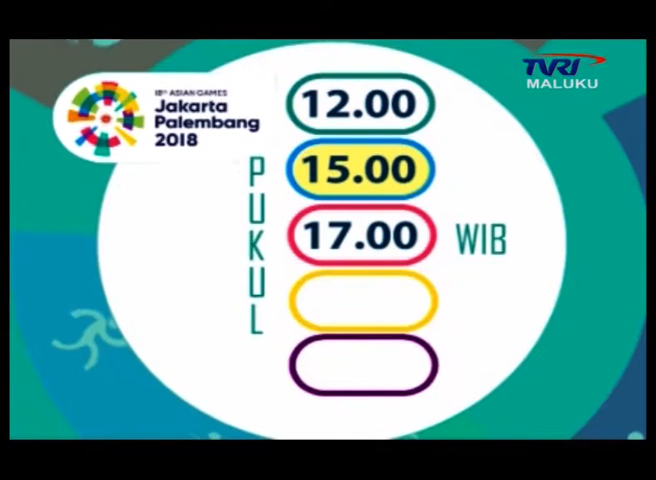 TVRI
MALUKU
18th ASIAN GAMES
Jakarta
Palembang
2018
12.00
15.00
17.00
PUKUL
WIB